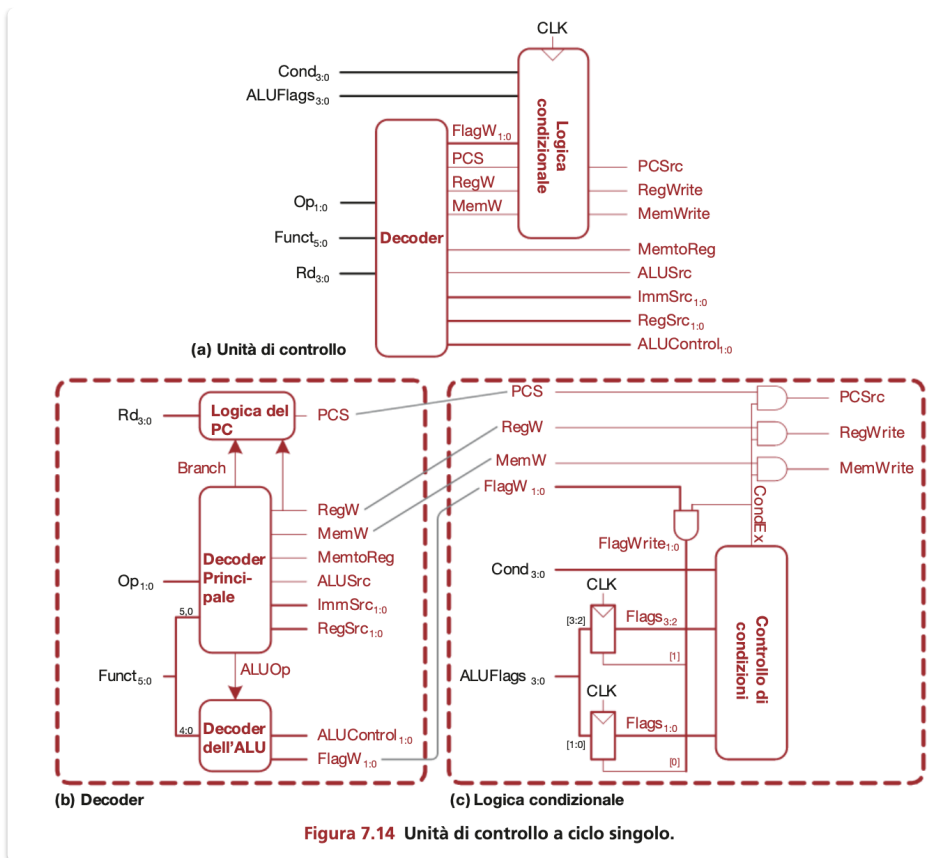 CLK
Cond3:0
ALUFlags3:0
Logica condizionale
FlagW1:0
PCS
PCSrc
RegW
RegWrite
MemW
MemWrite
Op1:0
Funct5:0
Decoder
Rd3:0
MemtoReg
ALUSrc
ImmSrc1:0
RegSrc1:0
ALUControl1:0
(a) Unità di controllo
Rd3:0
Logica del
PC
PCS
Branch
RegW
MemW
Decoder
Princi-
pale
MemtoReg
Op1:0
ALUSrc
ImmSrc1:0
5,0
RegSrc1:0
ALUOp
Funct5:0
4:0
Decoder
dell'ALU
ALUControl1:0
FlagW1:0
(b) Decoder
PCS
PCSrc
RegW
RegWrite
MemW
MemWrite
FlagW 1:0
CondEx
FlagWrite1:0
Cond3:0
CLK
[3:2]
Flags3:2
[1]
Controllo di condizioni
ALUFlags 3:0
CLK
Flags1:0
[1:0]
[0]
(c) Logica condizionale
Figura 7.14 Unità di controllo a ciclo singolo.